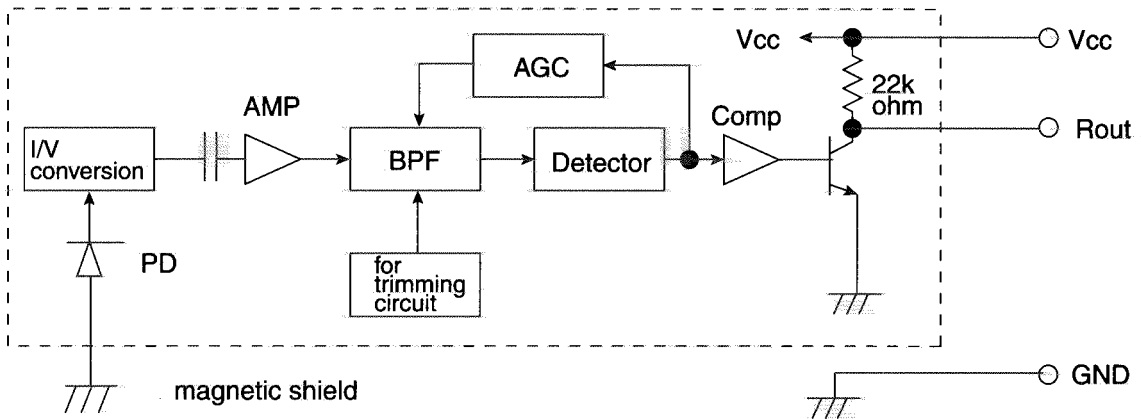 Vcc
Vcc
AGC
22k
ohm
AMP
Comp
Rout
I/V
conversion
BPF
Detector
PD
for
trimming
circuit
magnetic shield
GND